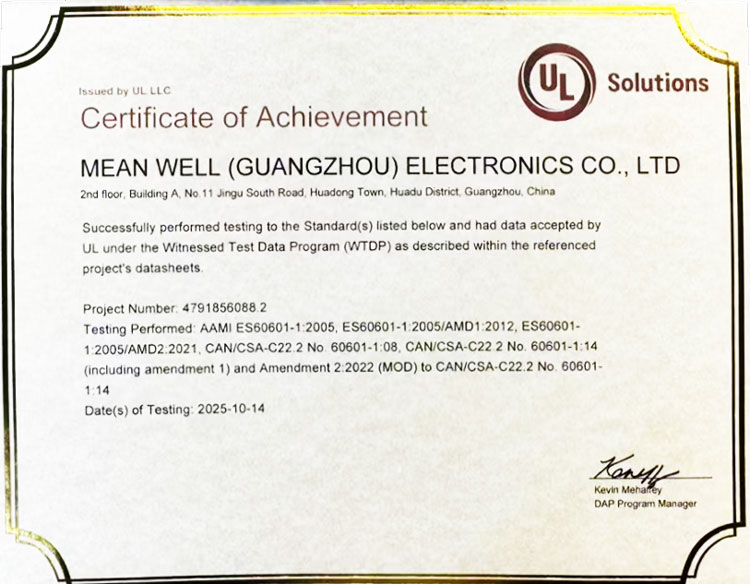 UL Solutions
Issued by UL LLC
Certificate of Achievement
MEAN WELL (GUANGZHOU) ELECTRONICS CO., LTD
2nd floor, Building A, No.11 Jingu South Road, Huadong Town, Huadu District, Guangzhou, China
Successfully performed testing to the Standard(s) listed below and had data accepted by
UL under the Witnessed Test Data Program (WTDP) as described within the referenced
project's datasheets.
Project Number: 4791856088.2
Testing Performed: AAMI ES60601-1:2005, ES60601-1:2005/AMD1:2012, ES60601-
1:2005/AMD2:2021, CAN/CSA-C22.2 No. 60601-1:08, CAN/CSA-C22.2 No. 60601-1:14
(including amendment 1) and Amendment 2:2022 (MOD) to CAN/CSA-C22.2 No. 60601-
1:14
Date(s) of Testing: 2025-10-14
Kevin Mehaffey
DAP Program Manager